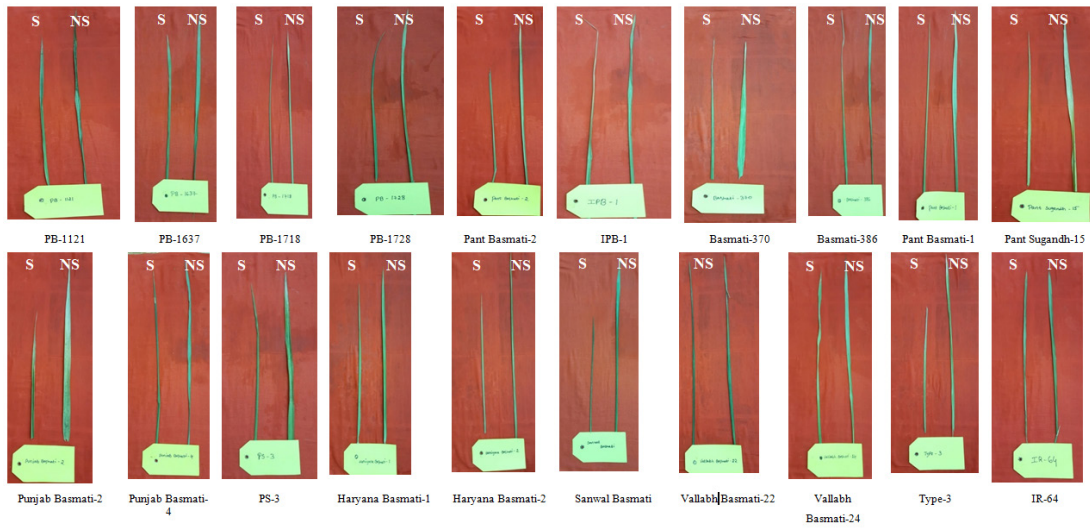 S NS S NS S NS S NS S NS S NS S NS S NS S NS S NS
PB-1121 PB-1637 PB-1718 PB-1728 Pant Basmati-2 IPB-1 Basmati-370 Basmati-386 Pant Basmati-1 Pant Sugandh-15
S NS S NS S NS S NS S NS S NS NS S NS S NS S NS
Punjab Basmati-2 Punjab Basmati-
4 PS-3 Haryana Basmati-1 Haryana Basmati-2 Sanwal Basmati Vallabh Basmati-22 Vallabh
Basmati-24 Type-3 IR-64